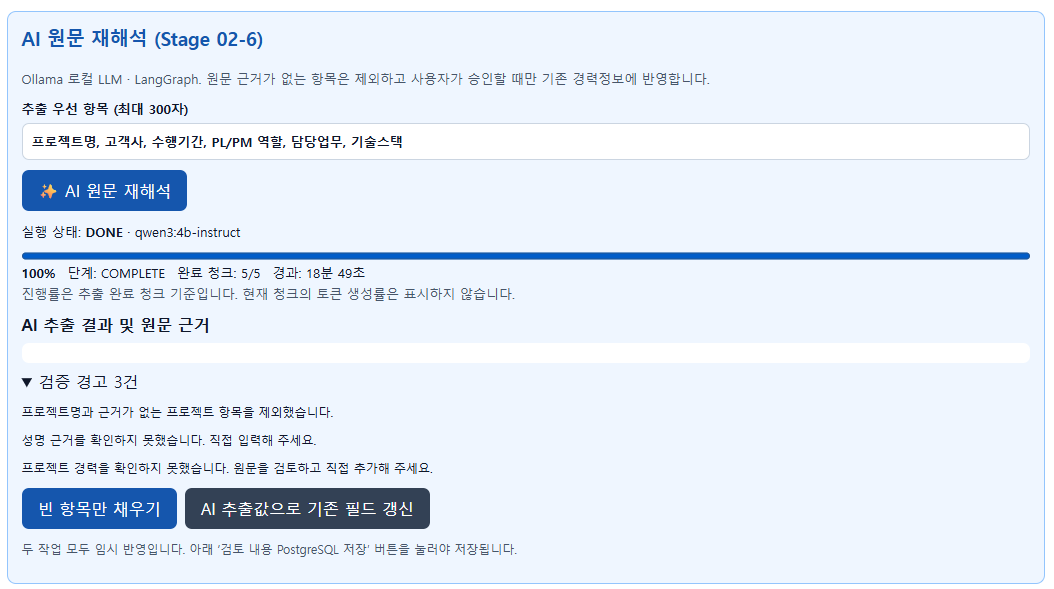 AI 원문 재해석 (Stage 02-6)
Ollama 로컬 LLM · LangGraph. 원문 근거가 없는 항목은 제외하고 사용자가 승인할 때만 기존 경력정보에 반영합니다.
추출 우선 항목 (최대 300자)
프로젝트명, 고객사, 수행기간, PL/PM 역할, 담당업무, 기술스택
✨ AI 원문 재해석
실행 상태: DONE · qwen3:4b-instruct
100% 단계: COMPLETE 완료 청크: 5/5 경과: 18분 49초
진행률은 추출 완료 청크 기준입니다. 현재 청크의 토큰 생성률은 표시하지 않습니다.
AI 추출 결과 및 원문 근거
▼ 검증 경고 3건
프로젝트명과 근거가 없는 프로젝트 항목을 제외했습니다.
성명 근거를 확인하지 못했습니다. 직접 입력해 주세요.
프로젝트 경력을 확인하지 못했습니다. 원문을 검토하고 직접 추가해 주세요.
빈 항목만 채우기 AI 추출값으로 기존 필드 갱신
두 작업 모두 임시 반영입니다. 아래 '검토 내용 PostgreSQL 저장' 버튼을 눌러야 저장됩니다.